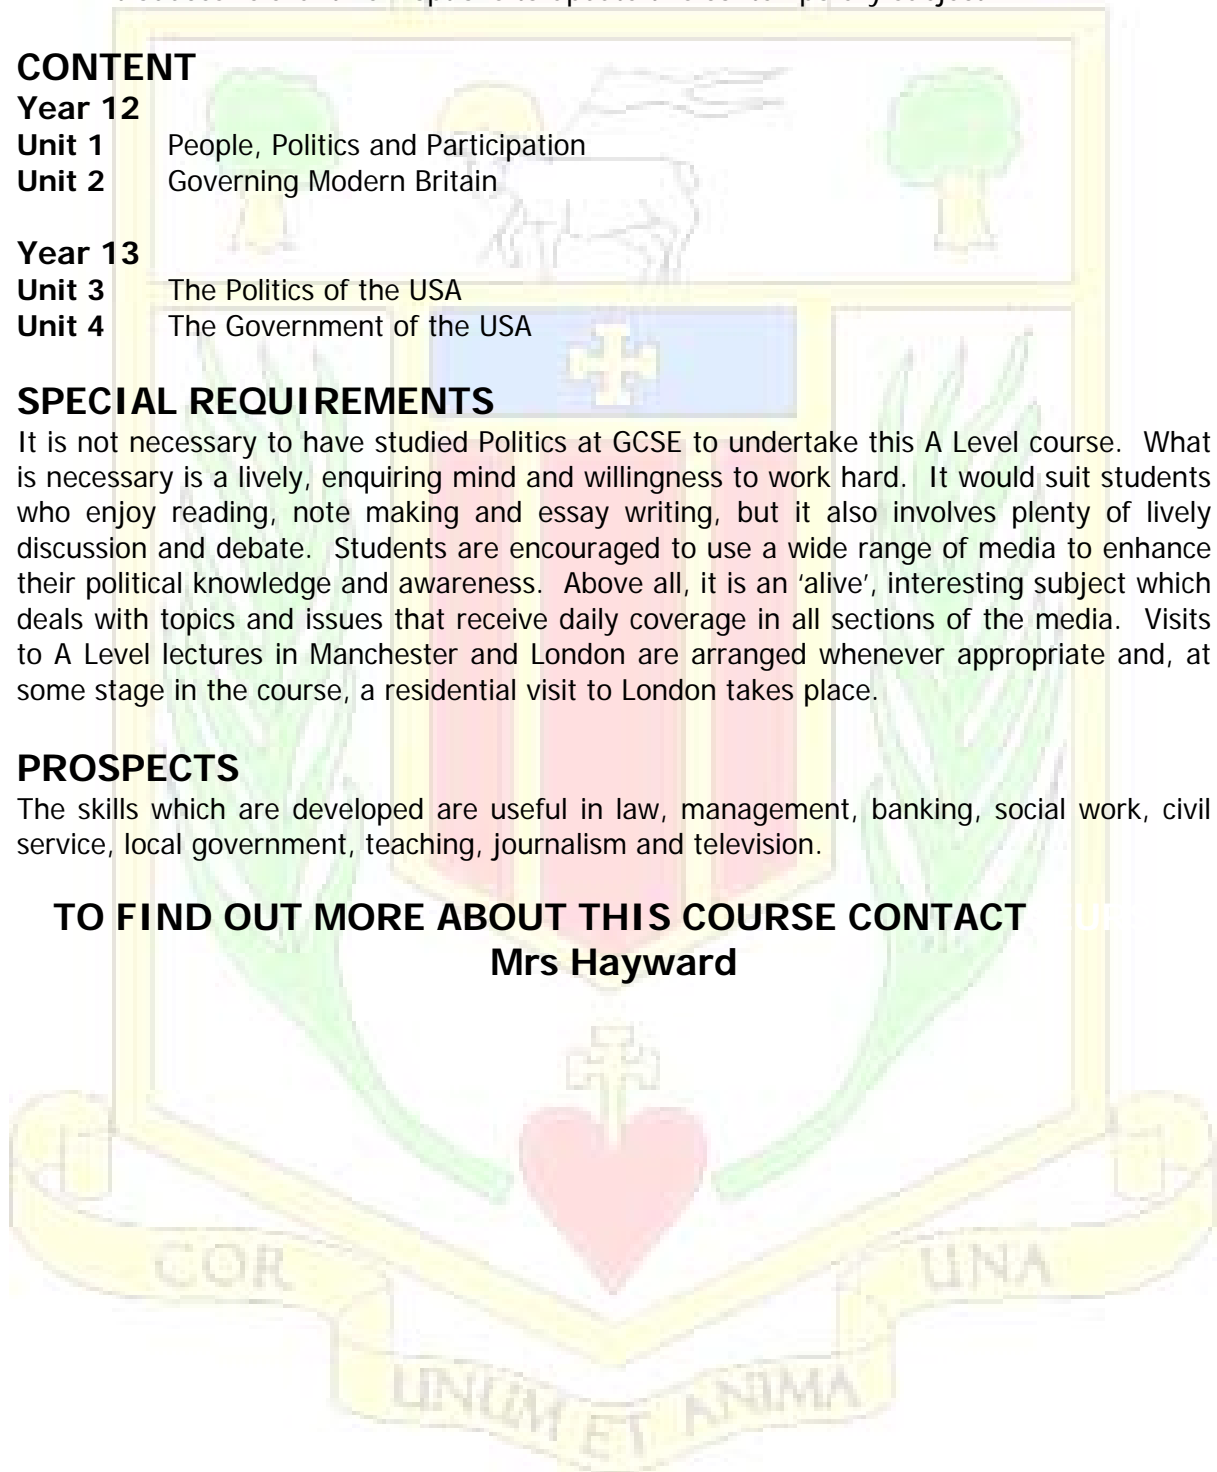 CONTENT
Year 12
Unit 1 People, Politics and Participation
Unit 2 Governing Modern Britain
Year 13
Unit 3 The Politics of the USA
Unit 4 The Government of the USA
SPECIAL REQUIREMENTS
It is not necessary to have studied Politics at GCSE to undertake this A Level course. What
is necessary is a lively, enquiring mind and willingness to work hard. It would suit students
who enjoy reading, note making and essay writing, but it also involves plenty of lively
discussion and debate. Students are encouraged to use a wide range of media to enhance
their political knowledge and awareness. Above all, it is an ‘alive’, interesting subject which
deals with topics and issues that receive daily coverage in all sections of the media. Visits
to A Level lectures in Manchester and London are arranged whenever appropriate and, at
some stage in the course, a residential visit to London takes place.
PROSPECTS
The skills which are developed are useful in law, management, banking, social work, civil
service, local government, teaching, journalism and television.
TO FIND OUT MORE ABOUT THIS COURSE CONTACT
Mrs Hayward
COR UNA
UNUM ET ANIMA